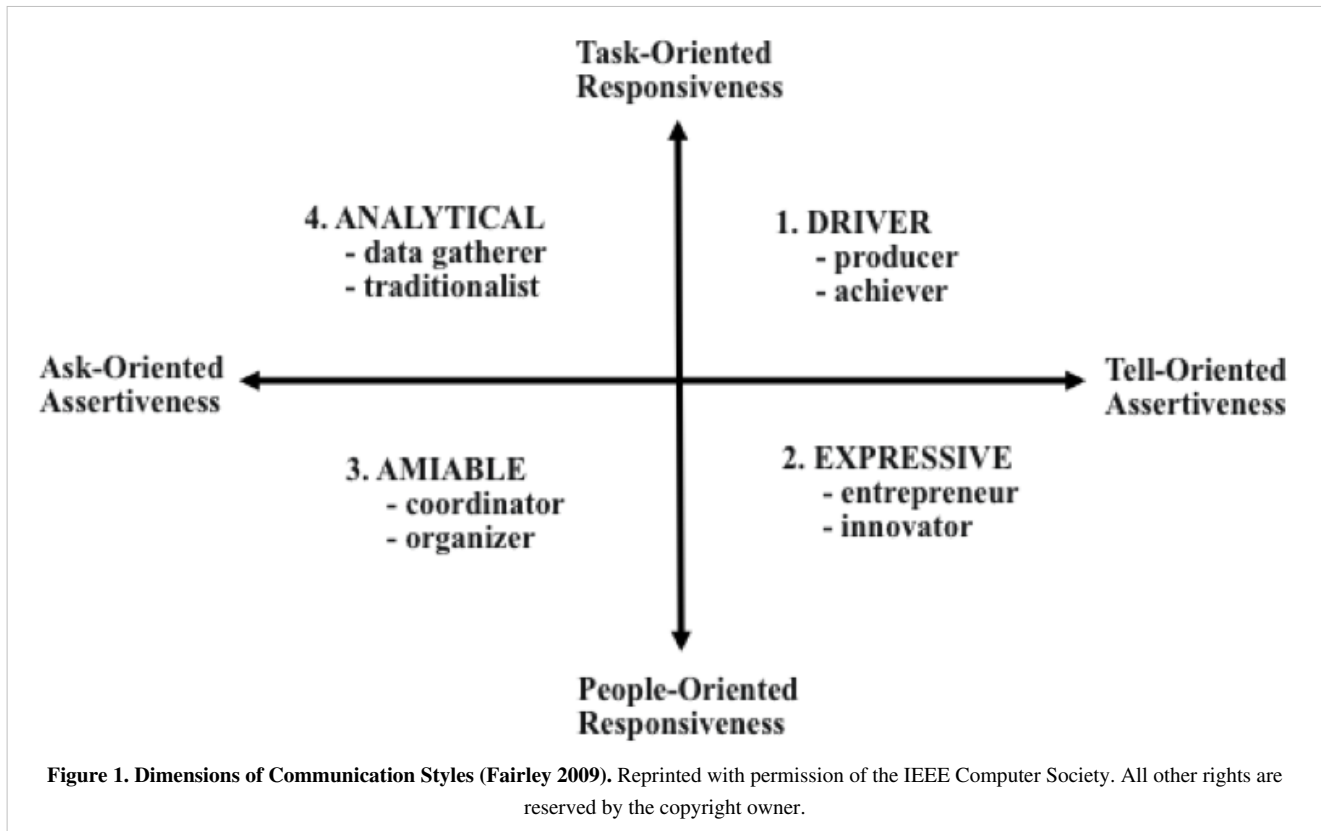 Task-Oriented
Responsiveness
4. ANALYTICAL
- data gatherer
- traditionalist
1. DRIVER
- producer
- achiever
Ask-Oriented
Assertiveness
Tell-Oriented
Assertiveness
3. AMIABLE
- coordinator
- organizer
2. EXPRESSIVE
- entrepreneur
- innovator
People-Oriented
Responsiveness
Figure 1. Dimensions of Communication Styles (Fairley 2009). Reprinted with permission of the IEEE Computer Society. All other rights are
reserved by the copyright owner.